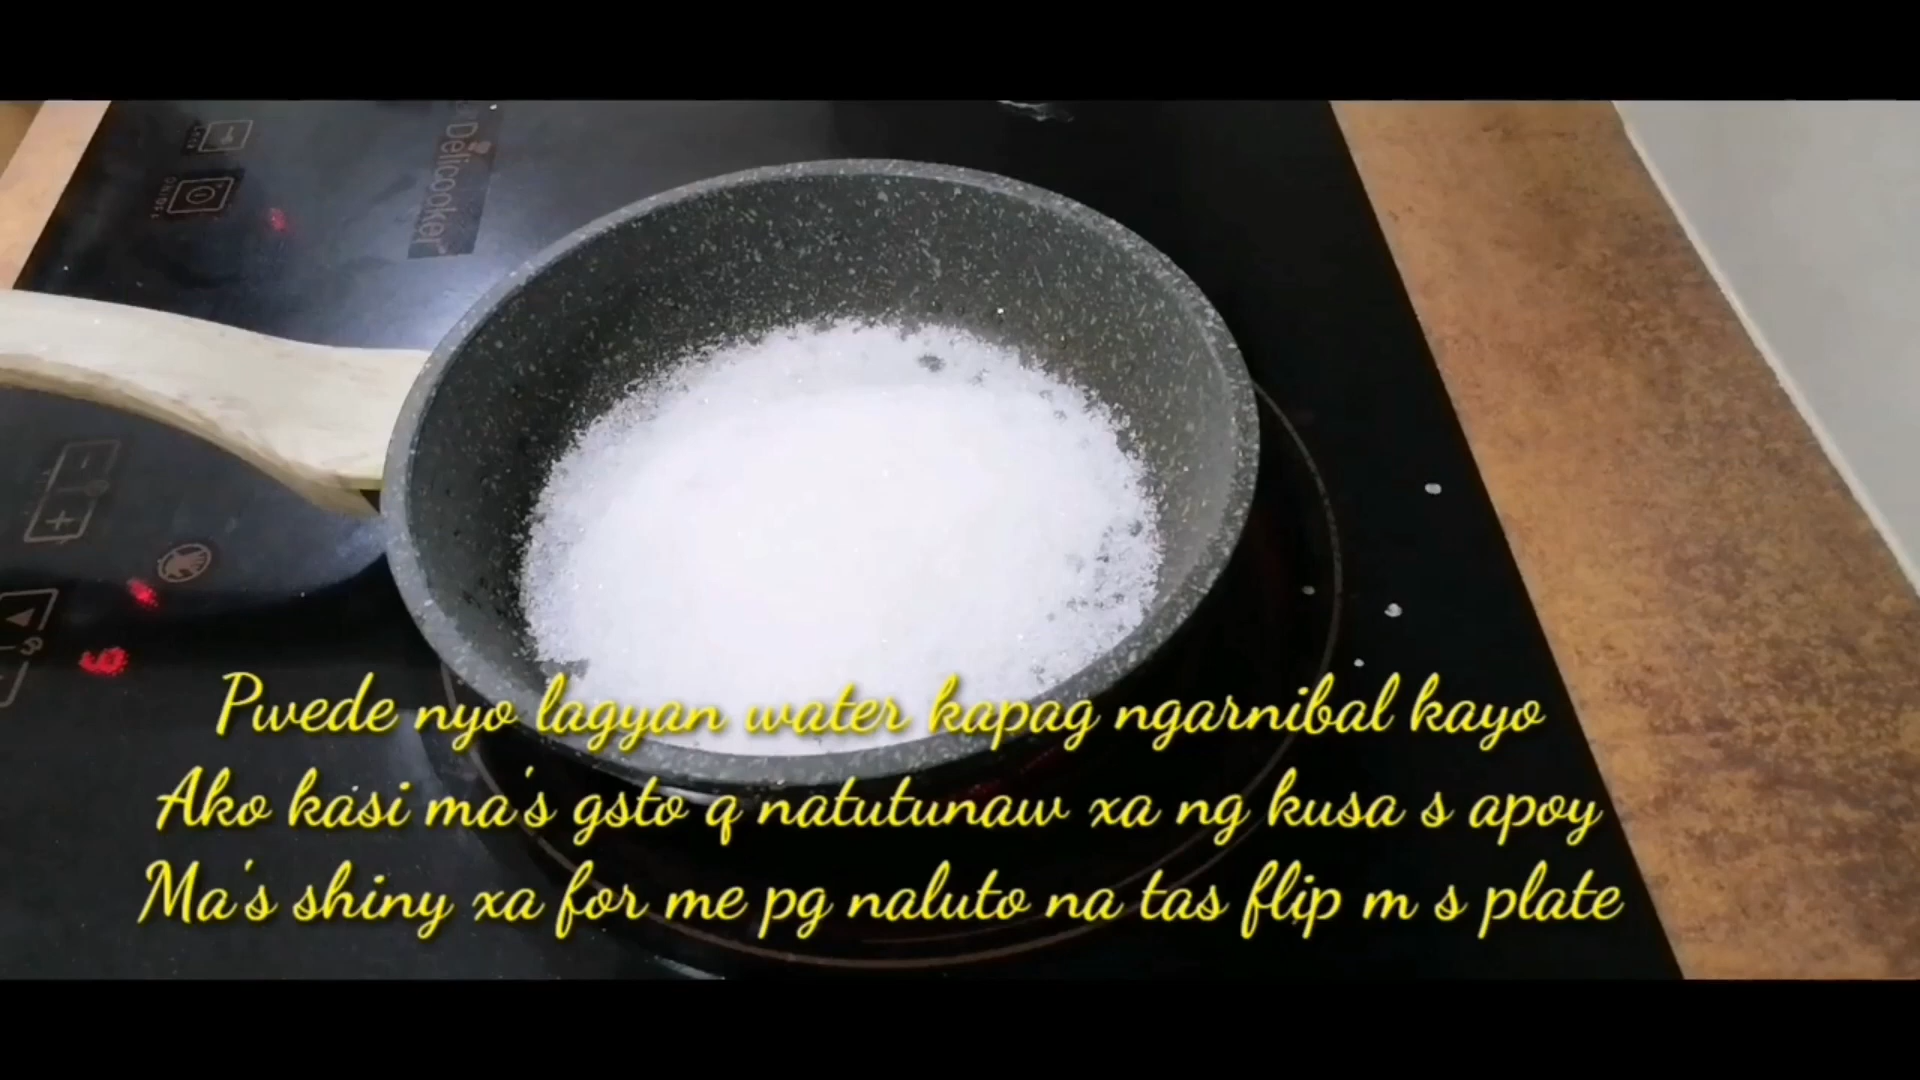 Delicookter
Pwede nyo lagyan water kapag ngarnibal kayo
Ako kasi ma's gsto q natutunaw xa ng kusa s apoy
Ma's shiny xa for me pg naluto na tas flip m s plate